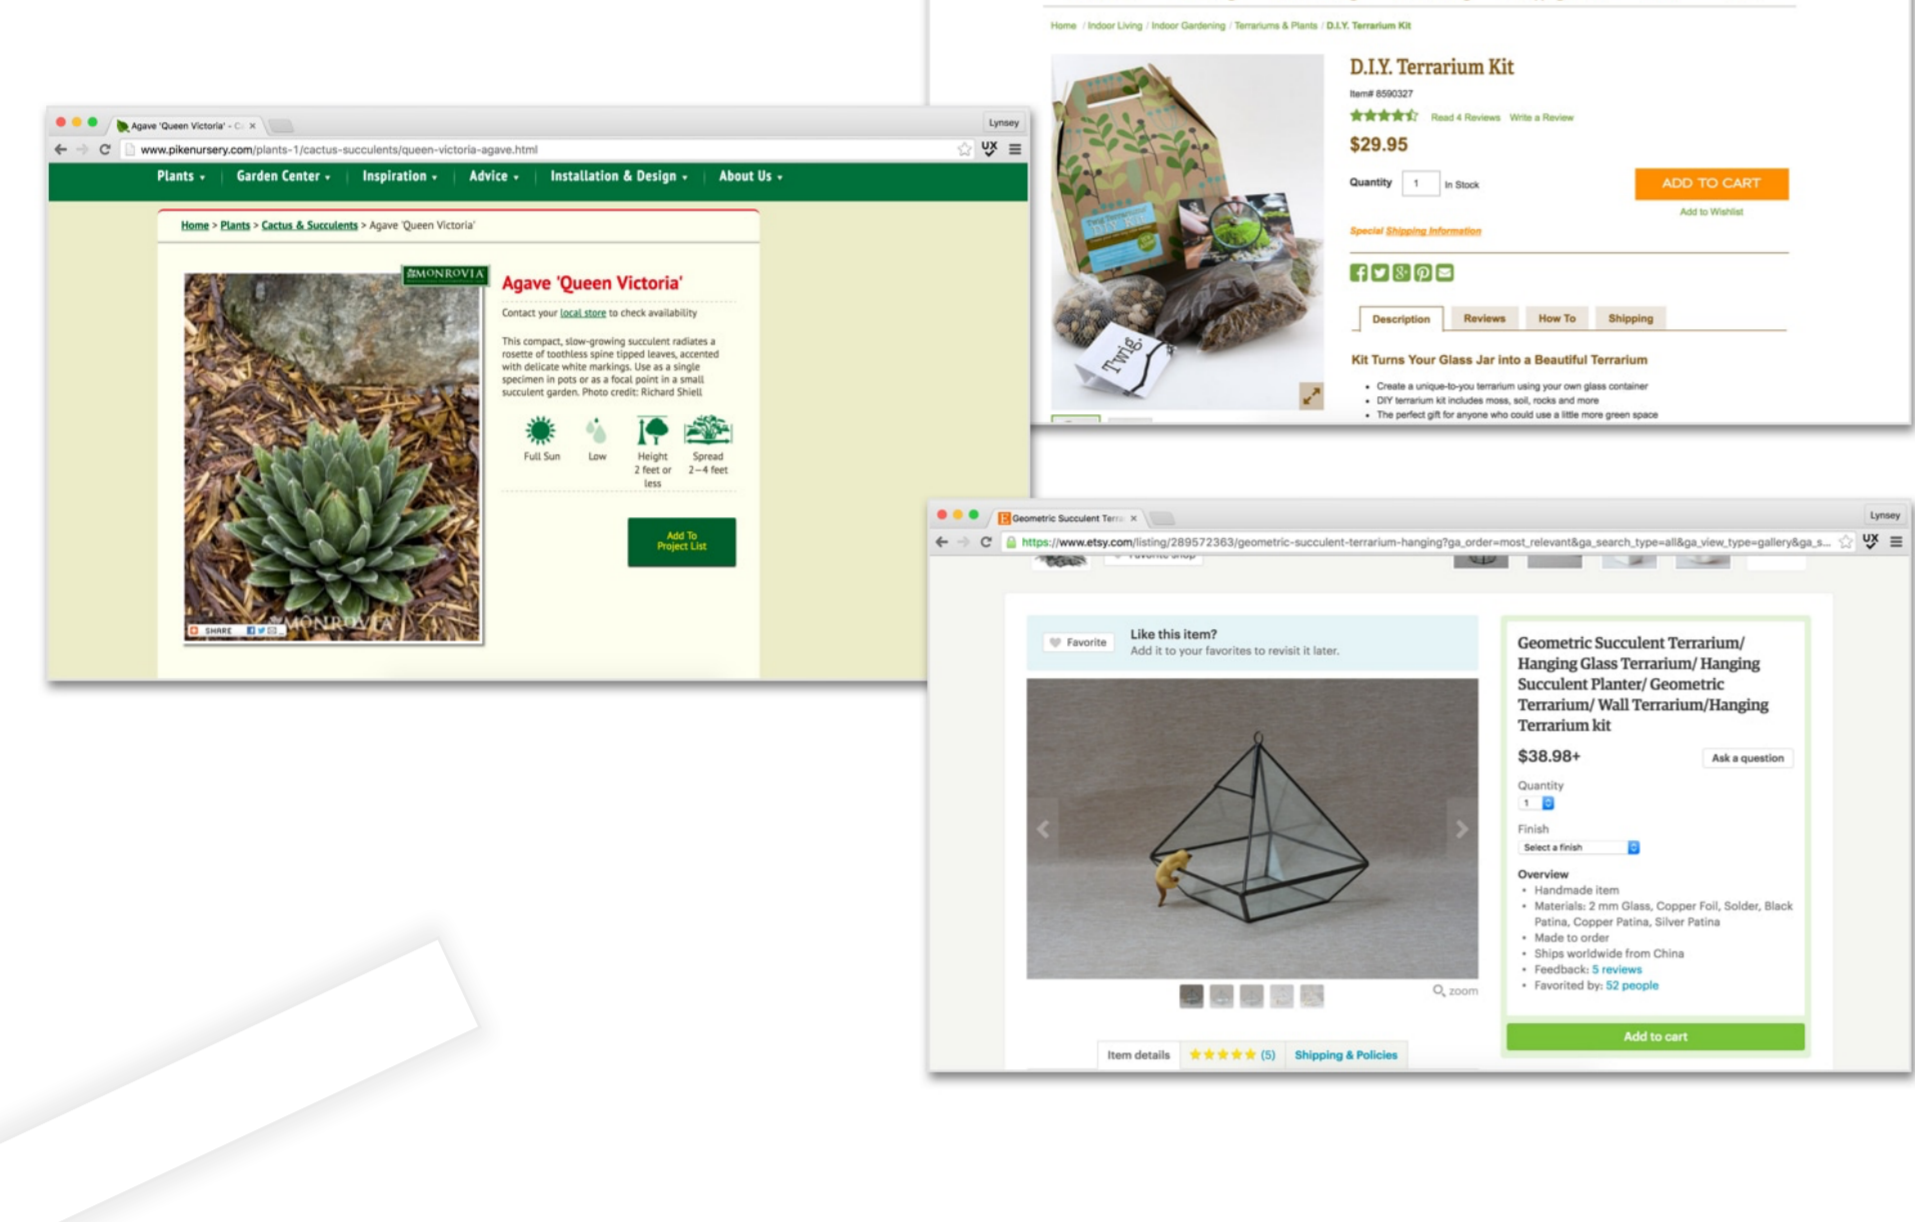 Home / Indoor Living / Indoor Gardening / Terrariums & Plants / D.I.Y. Terrarium Kit
D.I.Y. Terrarium Kit
Item# 8590327
Read 4 Reviews Write a Review
$29.95
Quantity 1 In Stock
ADD TO CART
Add to Wishlist
Special Shipping Information
Description Reviews How To Shipping
Kit Turns Your Glass Jar into a Beautiful Terrarium
• Create a unique-to-you terrarium using your own glass container
• DIY terrarium kit includes moss, soil, rocks and more
• The perfect gift for anyone who could use a little more green space
DIY KIT
Twig.
Agave 'Queen Victoria' - C
Lynsey
www.pikenursery.com/plants-1/cactus-succulents/queen-victoria-agave.html
UX
Plants Garden Center Inspiration Advice Installation & Design About Us
Home > Plants > Cactus & Succulents > Agave 'Queen Victoria'
MONROVIA
Agave 'Queen Victoria'
Contact your local store to check availability
This compact, slow-growing succulent radiates a
rosette of toothless spine tipped leaves, accented
with delicate white markings. Use as a single
specimen in pots or as a focal point in a small
succulent garden. Photo credit: Richard Shiell
Full Sun Low Height Spread
2 feet or 2—4 feet
less
Add To
Project List
MONROVIA
SHARE
Geometric Succulent Terra
Lynsey
https://www.etsy.com/listing/289572363/geometric-succulent-terrarium-hanging?ga_order=most_relevant&ga_search_type=all&ga_view_type=gallery&ga_s...
UX
Favorite shop
Favorite
Like this item?
Add it to your favorites to revisit it later.
zoom
Item details (5) Shipping & Policies
Geometric Succulent Terrarium/
Hanging Glass Terrarium/ Hanging
Succulent Planter/ Geometric
Terrarium/ Wall Terrarium/Hanging
Terrarium kit
$38.98+ Ask a question
Quantity
1
Finish
Select a finish
Overview
• Handmade item
• Materials: 2 mm Glass, Copper Foil, Solder, Black
Patina, Copper Patina, Silver Patina
• Made to order
• Ships worldwide from China
• Feedback: 5 reviews
• Favorited by: 52 people
Add to cart